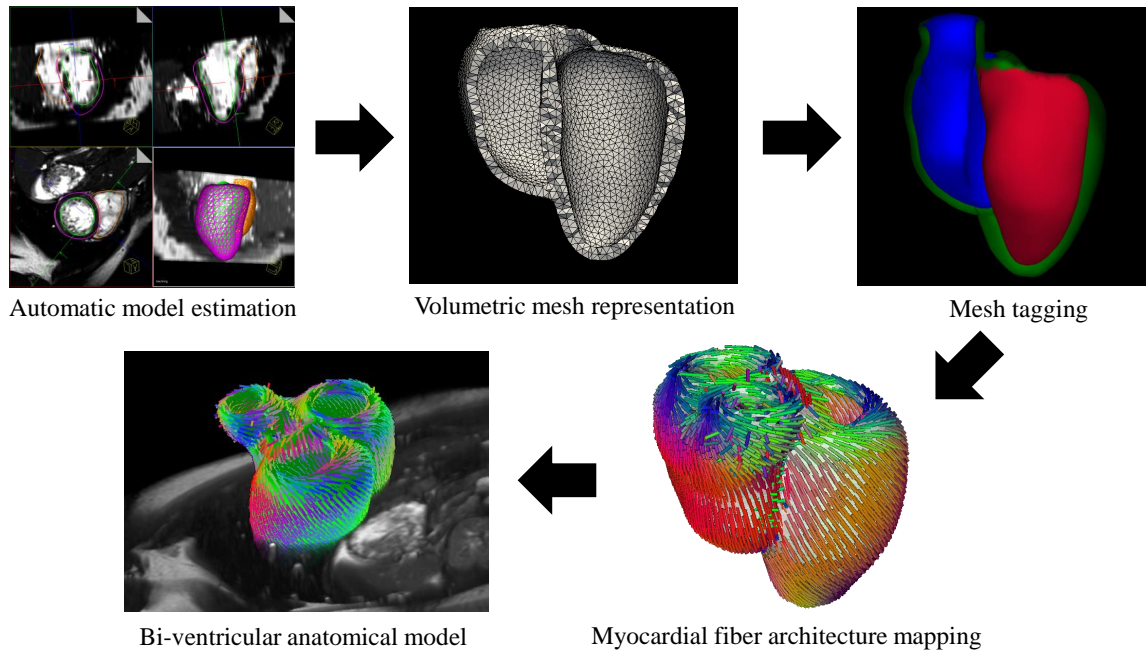 Automatic model estimation
Volumetric mesh representation
Mesh tagging
Bi-ventricular anatomical model
Myocardial fiber architecture mapping